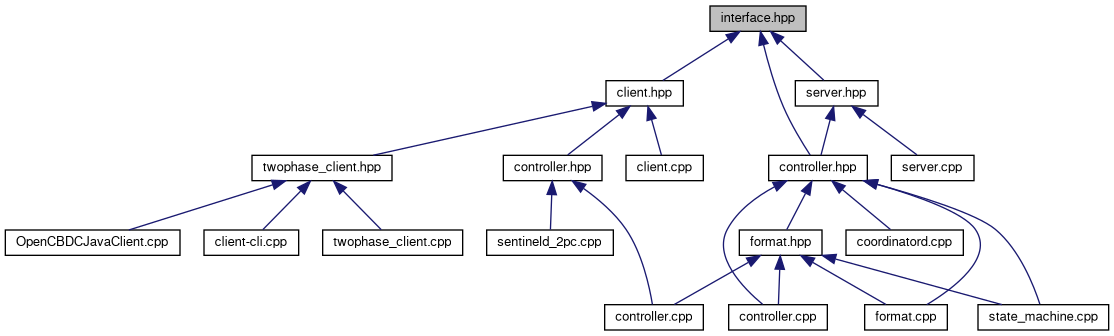 interface.hpp
client.hpp
server.hpp
twophase_client.hpp
controller.hpp
client.cpp
controller.hpp
server.cpp
OpenCBDCJavaClient.cpp
client-cli.cpp
twophase_client.cpp
sentineld_2pc.cpp
format.hpp
coordinatord.cpp
controller.cpp
controller.cpp
format.cpp
state_machine.cpp